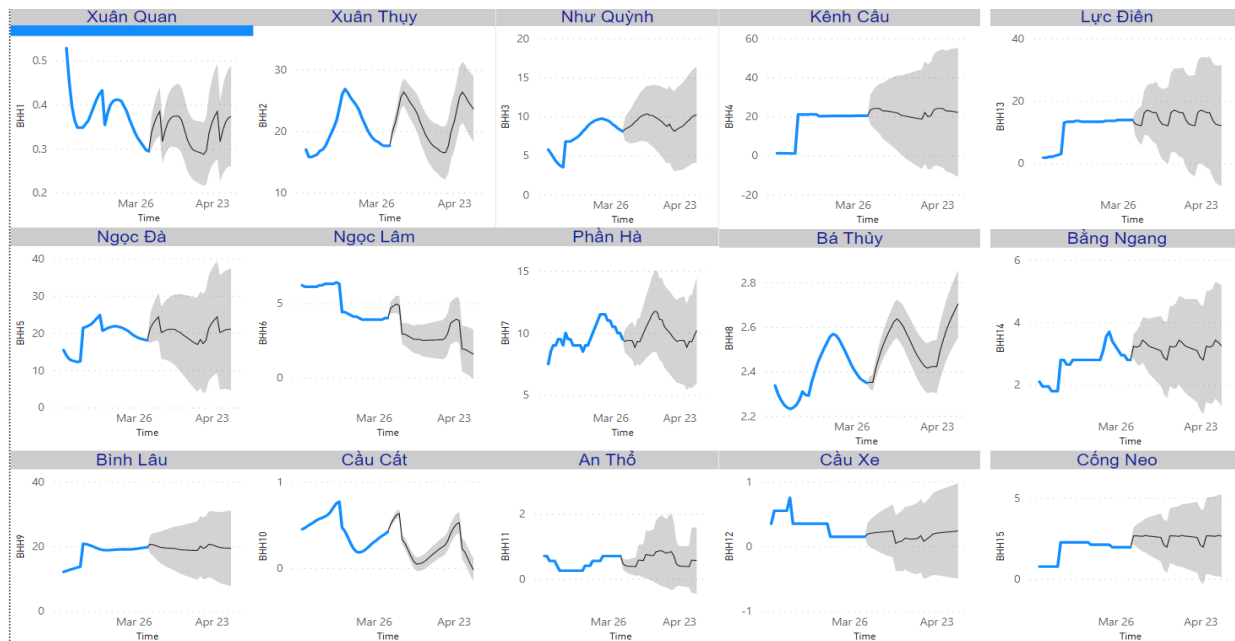 Xuân Quan
Xuân Thụy
Như Quỳnh
Kênh Cầu
Lực Điên
0.5
0.4
0.3
0.2
BHH1
Mar 26
Apr 23
Time
30
20
10
BHH2
Mar 26
Apr 23
Time
20
15
10
5
0
BHH3
Mar 26
Apr 23
Time
60
40
20
0
-20
BHH4
Mar 26
Apr 23
Time
40
20
0
BHH13
Mar 26
Apr 23
Time
Ngọc Đà
Ngọc Lâm
Phần Hà
Bá Thủy
Bằng Ngang
40
30
20
10
0
BHH5
Mar 26
Apr 23
Time
5
0
BHH6
Mar 26
Apr 23
Time
15
10
5
BHH7
Mar 26
Apr 23
Time
2.8
2.6
2.4
2.2
BHH8
Mar 26
Apr 23
Time
6
4
2
BHH14
Mar 26
Apr 23
Time
Bình Lâu
Cầu Cất
An Thổ
Cầu Xe
Cống Neo
40
20
0
BHH9
Mar 26
Apr 23
Time
1
0
BHH10
Mar 26
Apr 23
Time
2
1
0
BHH11
Mar 26
Apr 23
Time
1
0
-1
BHH12
Mar 26
Apr 23
Time
5
0
BHH15
Mar 26
Apr 23
Time